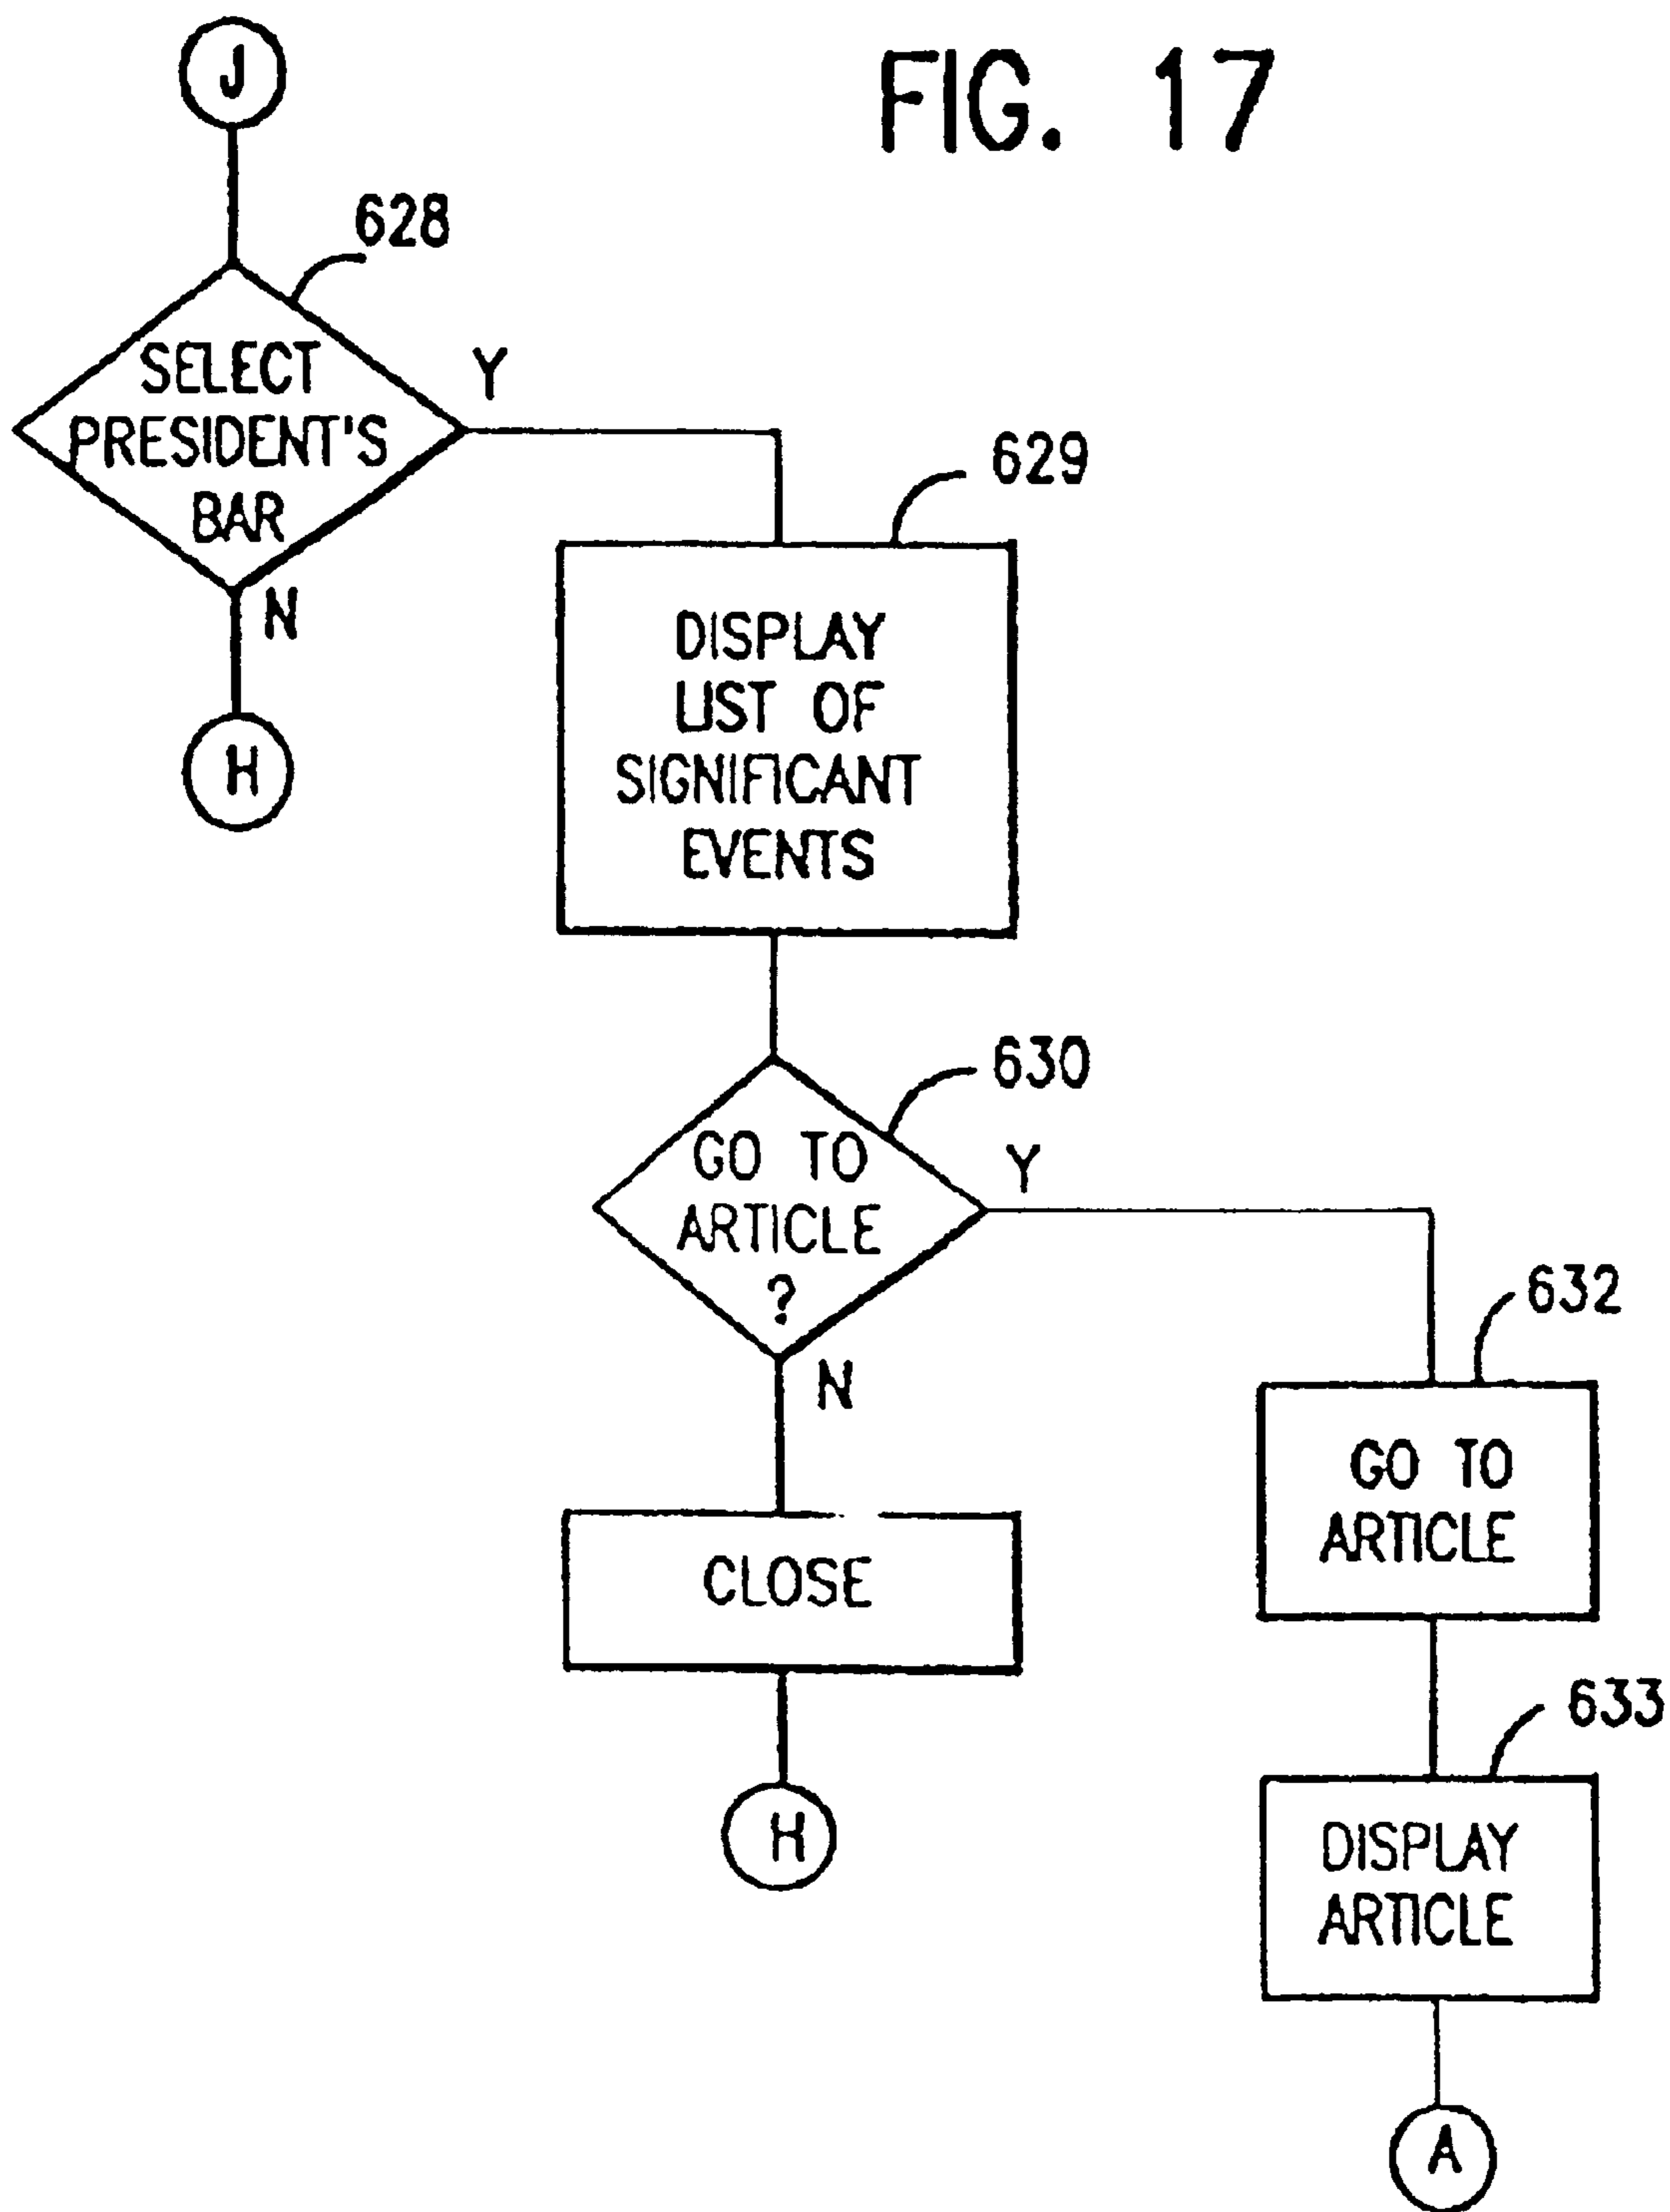 FIG. 17
J
628
SELECT
PRESIDENT'S
BAR
Y
N
H
629
DISPLAY
LIST OF
SIGNIFICANT
EVENTS
630
GO TO
ARTICLE
?
Y
N
CLOSE
H
632
GO TO
ARTICLE
633
DISPLAY
ARTICLE
A